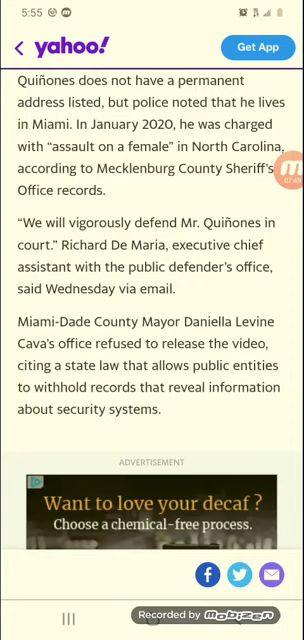 5:55
yahoo!
Get App
Quiñones does not have a permanent
address listed, but police noted that he lives
in Miami. In January 2020, he was charged
with “assault on a female” in North Carolina,
according to Mecklenburg County Sheriff’s
07:49
Office records.
“We will vigorously defend Mr. Quiñones in
court.” Richard De Maria, executive chief
assistant with the public defender’s office,
said Wednesday via email.
Miami-Dade County Mayor Daniella Levine
Cava’s office refused to release the video,
citing a state law that allows public entities
to withhold records that reveal information
about security systems.
ADVERTISEMENT
Want to love your decaf ?
Choose a chemical-free process.
Recorded by mobizen